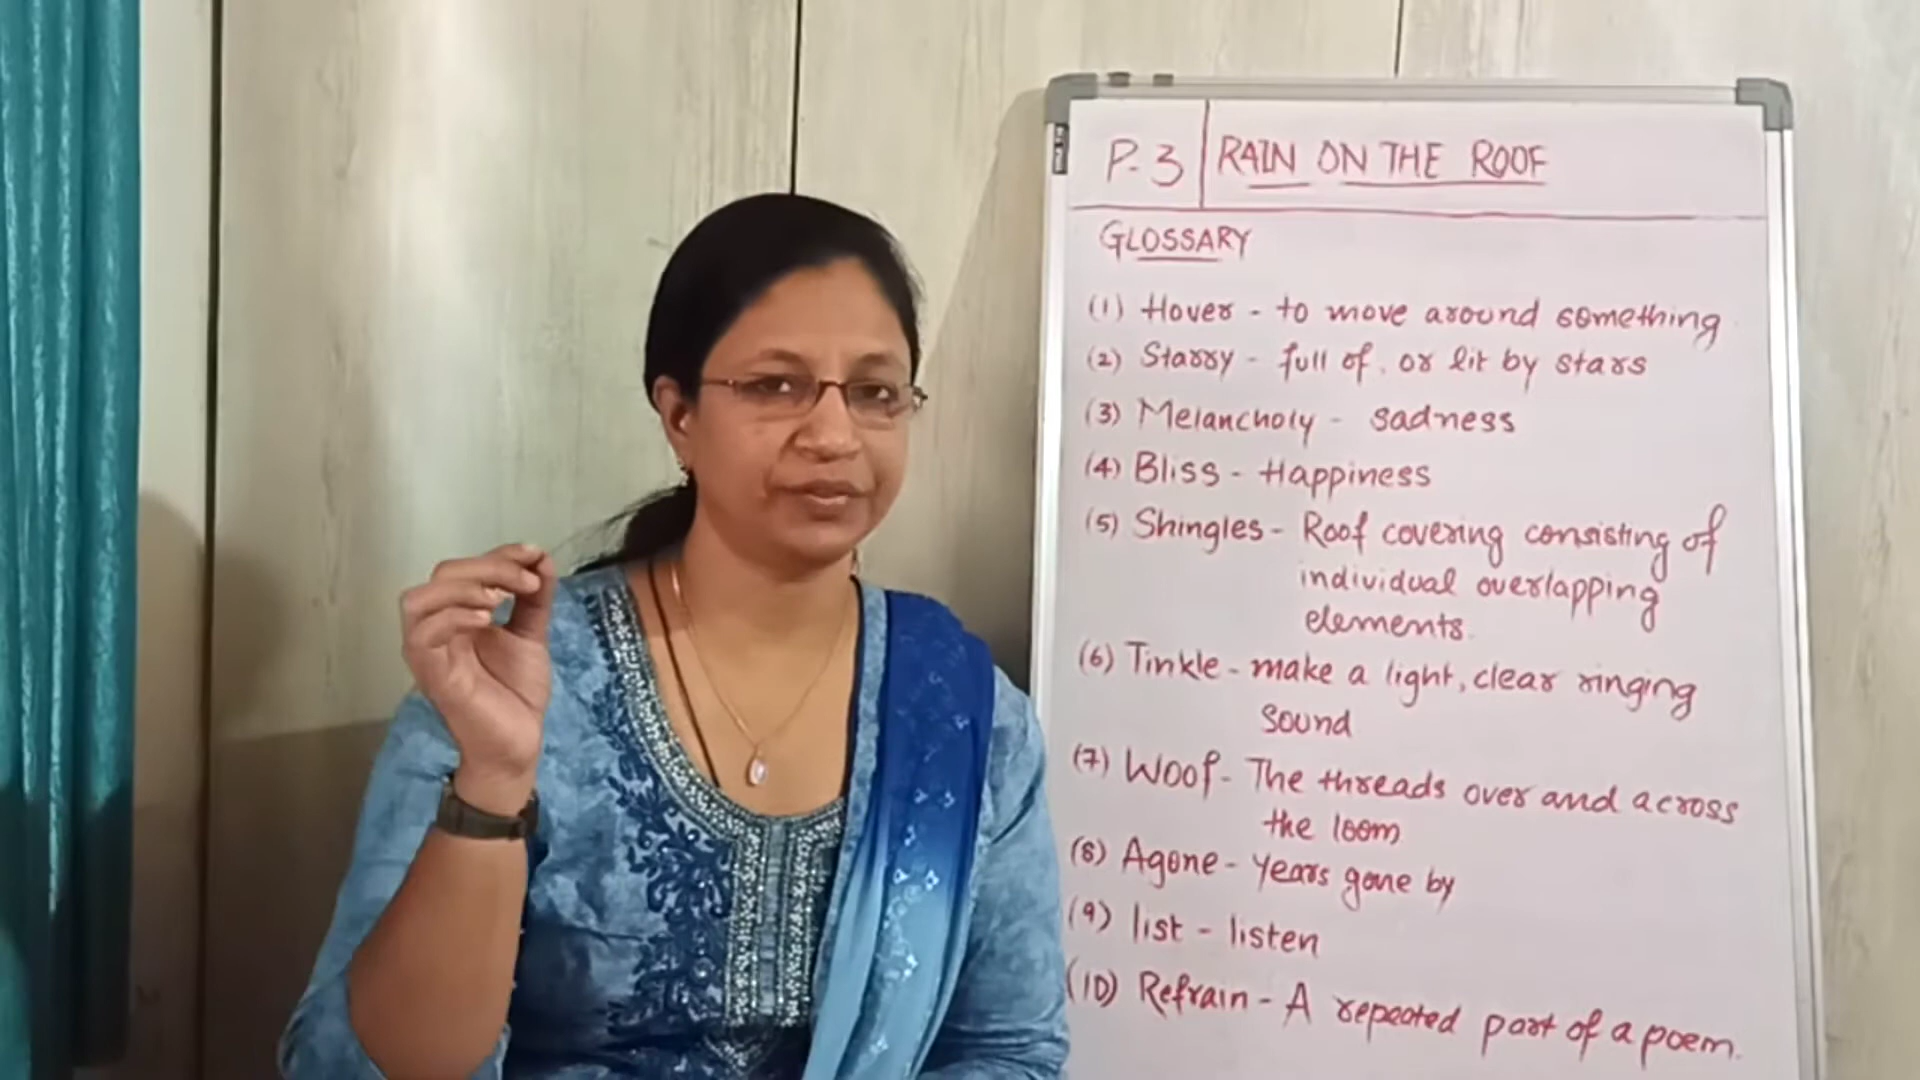 P-3 RAIN ON THE ROOF
GLOSSARY
(1) Hover - to move around something
(2) Starry - full of, or lit by stars
(3) Melancholy - sadness
(4) Bliss - Happiness
(5) Shingles - Roof covering consisting of
individual overlapping
elements.
(6) Tinkle - make a light, clear ringing
sound
(7) Woof - The threads over and across
the loom
(8) Agone - years gone by
(9) list - listen
(10) Refrain - A repeated part of a poem.